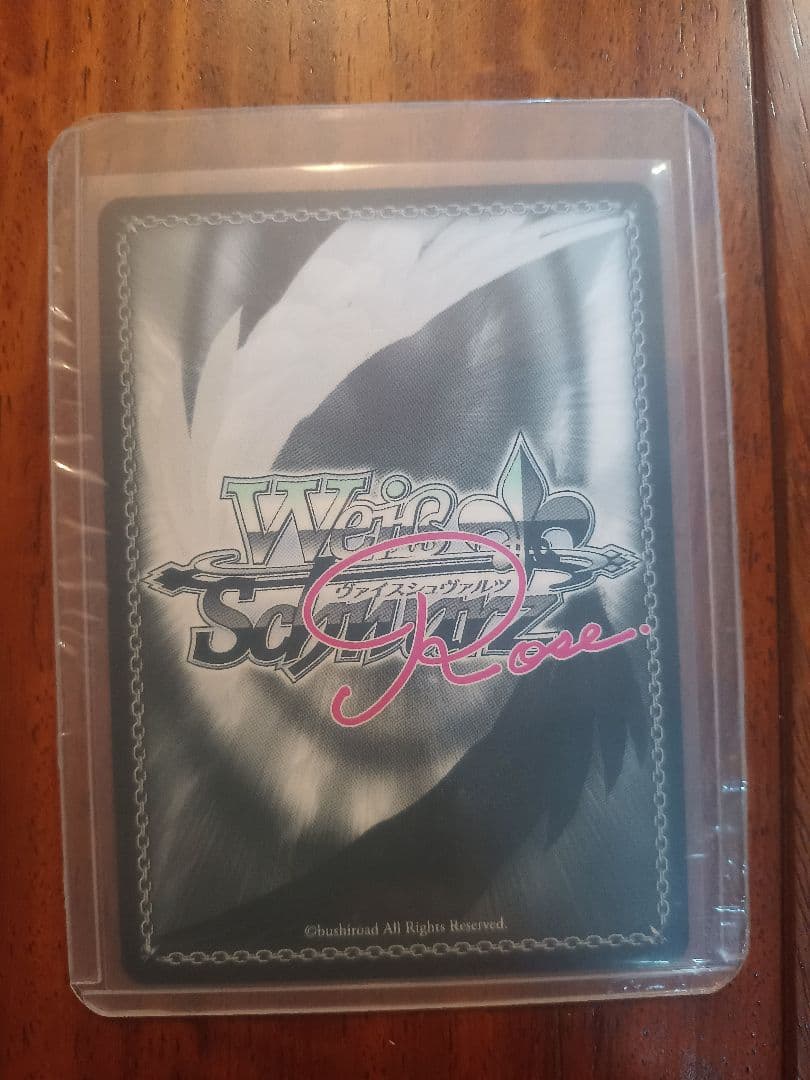 Weiß
ヴァイスシュヴァルツ
Schwarz
Rose.
©bushiroad All Rights Reserved.